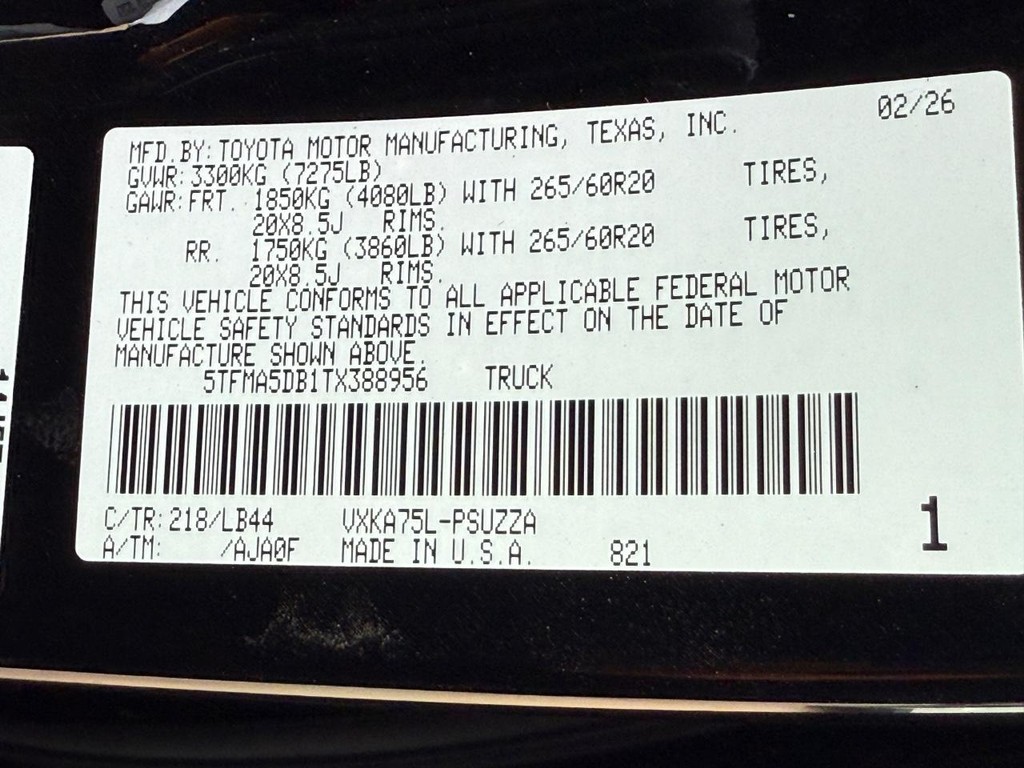 02/26
MFD.BY:TOYOTA MOTOR MANUFACTURING, TEXAS, INC.
GVWR:3300KG (7275LB)
GAWR:FRT. 1850KG (4080LB) WITH 265/60R20 TIRES,
20X8.5J RIMS.
RR. 1750KG (3860LB) WITH 265/60R20 TIRES,
20X8.5J RIMS.
THIS VEHICLE CONFORMS TO ALL APPLICABLE FEDERAL MOTOR
VEHICLE SAFETY STANDARDS IN EFFECT ON THE DATE OF
MANUFACTURE SHOWN ABOVE.
5TFMA5DB1TX388956 TRUCK
C/TR:218/LB44 VXKA75L-PSUZZA
A/TM: /AJA0F MADE IN U.S.A. 821
1